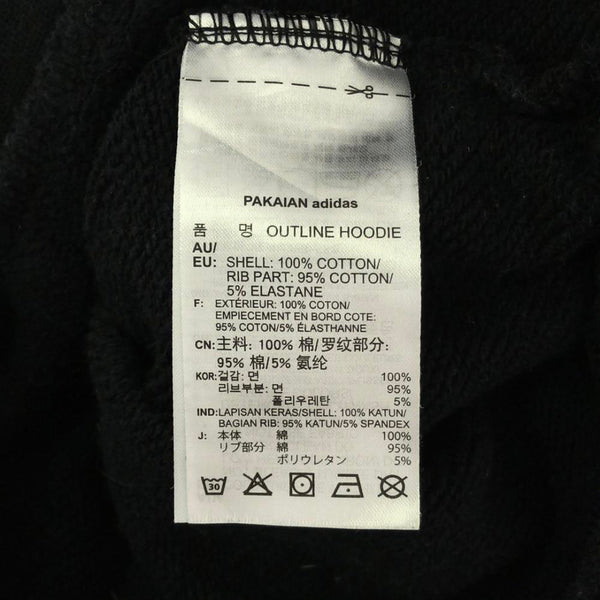 PAKAIAN adidas
품 명 OUTLINE HOODIE
AU/
EU: SHELL: 100% COTTON/
RIB PART: 95% COTTON/
5% ELASTANE
F: EXTÉRIEUR: 100% COTON/
EMPIECEMENT EN BORD COTE:
95% COTON/5% ÉLASTHANNE
CN: 主料: 100% 棉/罗纹部分:
95% 棉/5% 氨纶
KOR: 겉감: 면 100%
리브부분: 면 95%
폴리우레탄 5%
IND: LAPISAN KERAS/SHELL: 100% KATUN/
BAGIAN RIB: 95% KATUN/5% SPANDEX
J: 本体 綿 100%
リブ部分 綿 95%
ポリウレタン 5%
30